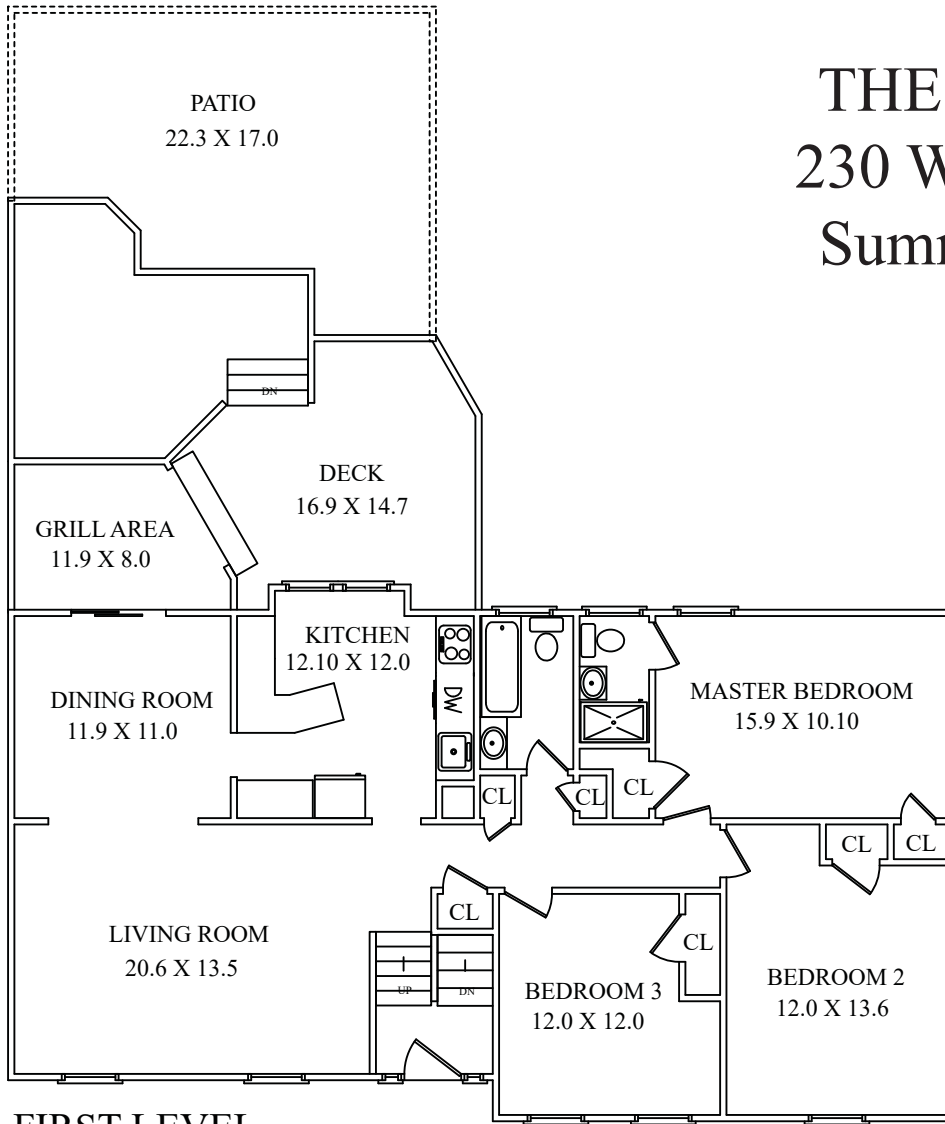 THE
230 W
Summ
PATIO
22.3 X 17.0
DN
DECK
16.9 X 14.7
GRILL AREA
11.9 X 8.0
KITCHEN
12.10 X 12.0
DW
DINING ROOM
11.9 X 11.0
MASTER BEDROOM
15.9 X 10.10
CL
CL
CL
CL
CL
CL
CL
LIVING ROOM
20.6 X 13.5
UP
DN
BEDROOM 3
12.0 X 12.0
BEDROOM 2
12.0 X 13.6
FIRST LEVEL